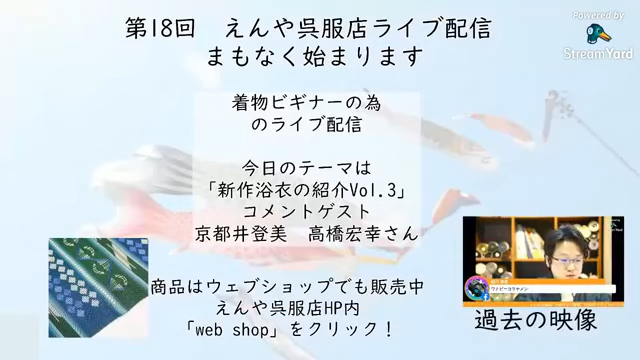 第18回 えんや呉服店ライブ配信
まもなく始まります
Powered by
StreamYard
着物ビギナーの為
のライブ配信
今日のテーマは
「新作浴衣の紹介Vol.3」
コメントゲスト
京都井登美 高橋宏幸さん
商品はウェブショップでも販売中
えんや呉服店HP内
「web shop」をクリック！
過去の映像